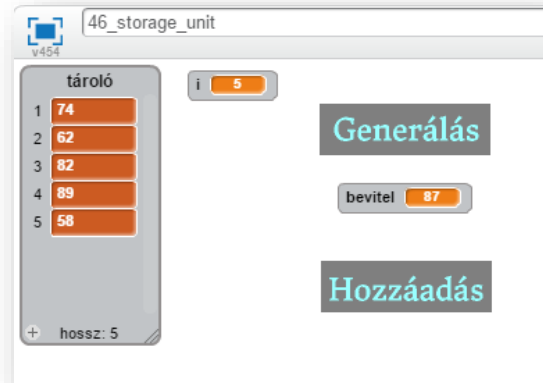 46_storage_unit
v454
tároló
1 74
2 62
3 82
4 89
5 58
+ hossz: 5
i 5
Generálás
bevitel 87
Hozzáadás